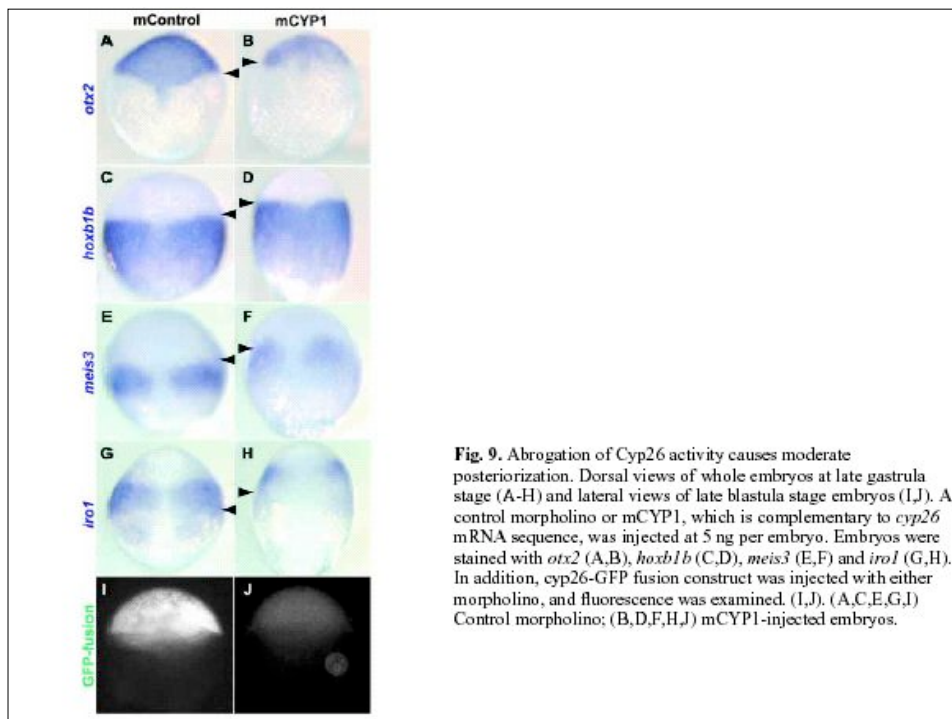 mControl mCYP1
A B
otx2
C D
hoxb1b
E F
meis3
G H
iro1
I J
GFP-fusion
Fig. 9. Abrogation of Cyp26 activity causes moderate
posteriorization. Dorsal views of whole embryos at late gastrula
stage (A-H) and lateral views of late blastula stage embryos (I,J). A
control morpholino or mCYP1, which is complementary to cyp26
mRNA sequence, was injected at 5 ng per embryo. Embryos were
stained with otx2 (A,B), hoxb1b (C,D), meis3 (E,F) and iro1 (G,H).
In addition, cyp26-GFP fusion construct was injected with either
morpholino, and fluorescence was examined. (I,J). (A,C,E,G,I)
Control morpholino; (B,D,F,H,J) mCYP1-injected embryos.